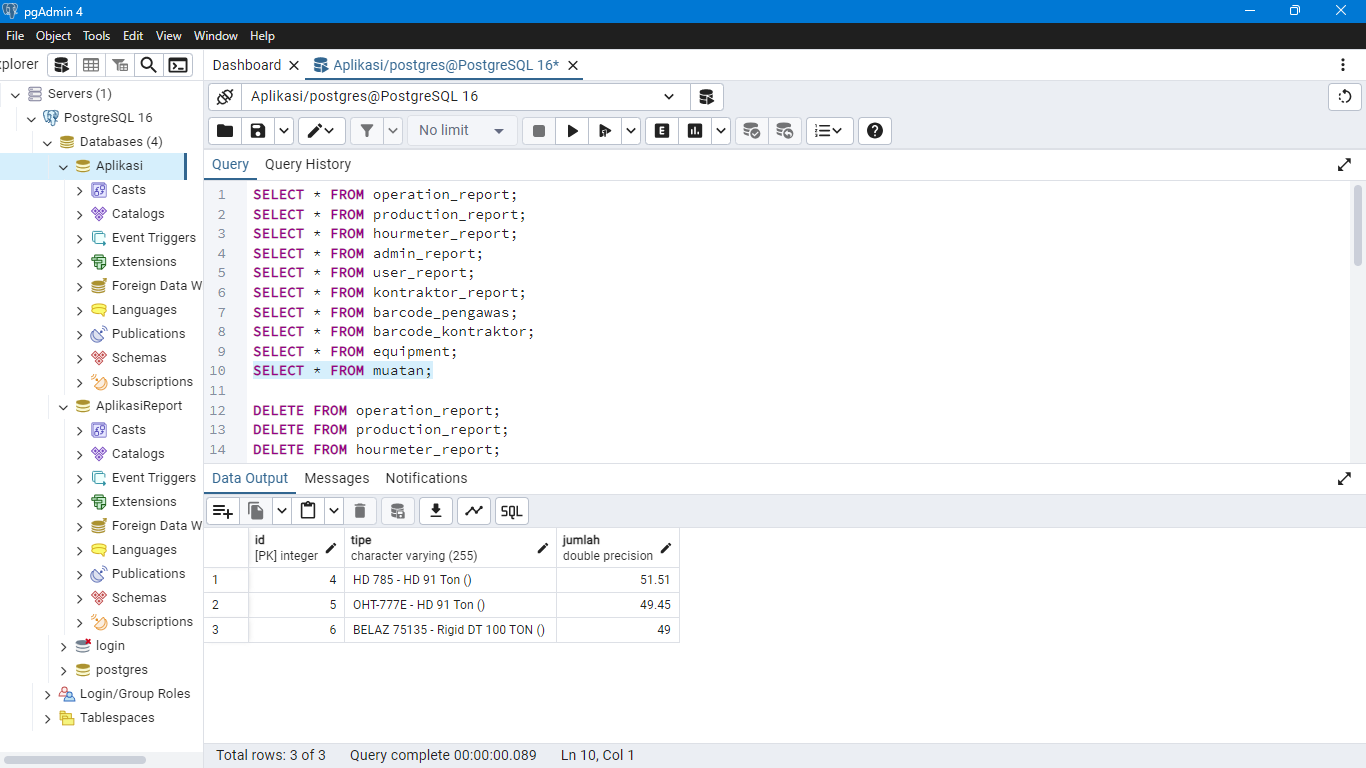 pgAdmin 4
File Object Tools Edit View Window Help
xplorer
Dashboard Aplikasi/postgres@PostgreSQL 16*
Servers (1)
PostgreSQL 16
Databases (4)
Aplikasi
Casts
Catalogs
Event Triggers
Extensions
Foreign Data W
Languages
Publications
Schemas
Subscriptions
AplikasiReport
Casts
Catalogs
Event Triggers
Extensions
Foreign Data W
Languages
Publications
Schemas
Subscriptions
login
postgres
Login/Group Roles
Tablespaces
Aplikasi/postgres@PostgreSQL 16
No limit
E
Query Query History
1 SELECT * FROM operation_report;
2 SELECT * FROM production_report;
3 SELECT * FROM hourmeter_report;
4 SELECT * FROM admin_report;
5 SELECT * FROM user_report;
6 SELECT * FROM kontraktor_report;
7 SELECT * FROM barcode_pengawas;
8 SELECT * FROM barcode_kontraktor;
9 SELECT * FROM equipment;
10 SELECT * FROM muatan;
11
12 DELETE FROM operation_report;
13 DELETE FROM production_report;
14 DELETE FROM hourmeter_report;
Data Output Messages Notifications
SQL
id tipe jumlah
[PK] integer character varying (255) double precision
1 4 HD 785 - HD 91 Ton () 51.51
2 5 OHT-777E - HD 91 Ton () 49.45
3 6 BELAZ 75135 - Rigid DT 100 TON () 49
Total rows: 3 of 3 Query complete 00:00:00.089 Ln 10, Col 1